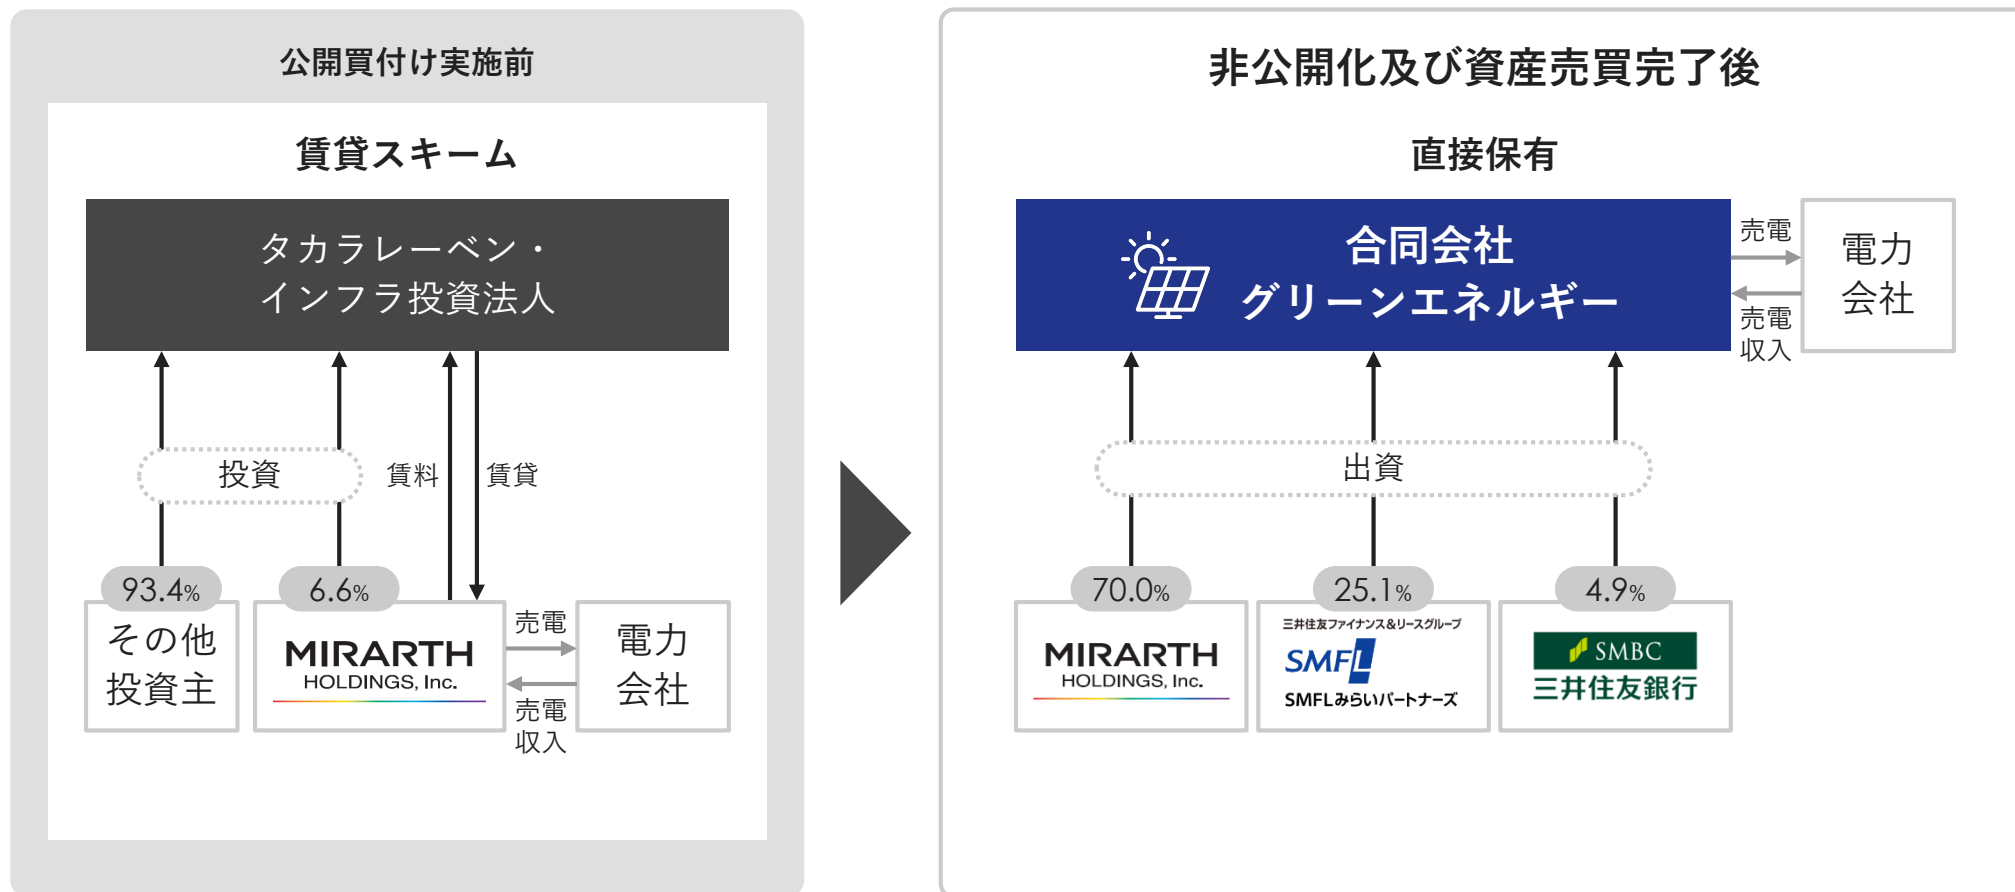 公開買付け実施前
賃貸スキーム
タカラレーベン・
インフラ投資法人
投資
賃料
賃貸
93.4%
その他
投資主
6.6%
MIRARTH
HOLDINGS, Inc.
売電
売電
収入
電力
会社
非公開化及び資産売買完了後
直接保有
合同会社
グリーンエネルギー
売電
売電
収入
電力
会社
出資
70.0%
MIRARTH
HOLDINGS, Inc.
25.1%
三井住友ファイナンス&リースグループ
SMFL
SMFLみらいパートナーズ
4.9%
SMBC
三井住友銀行